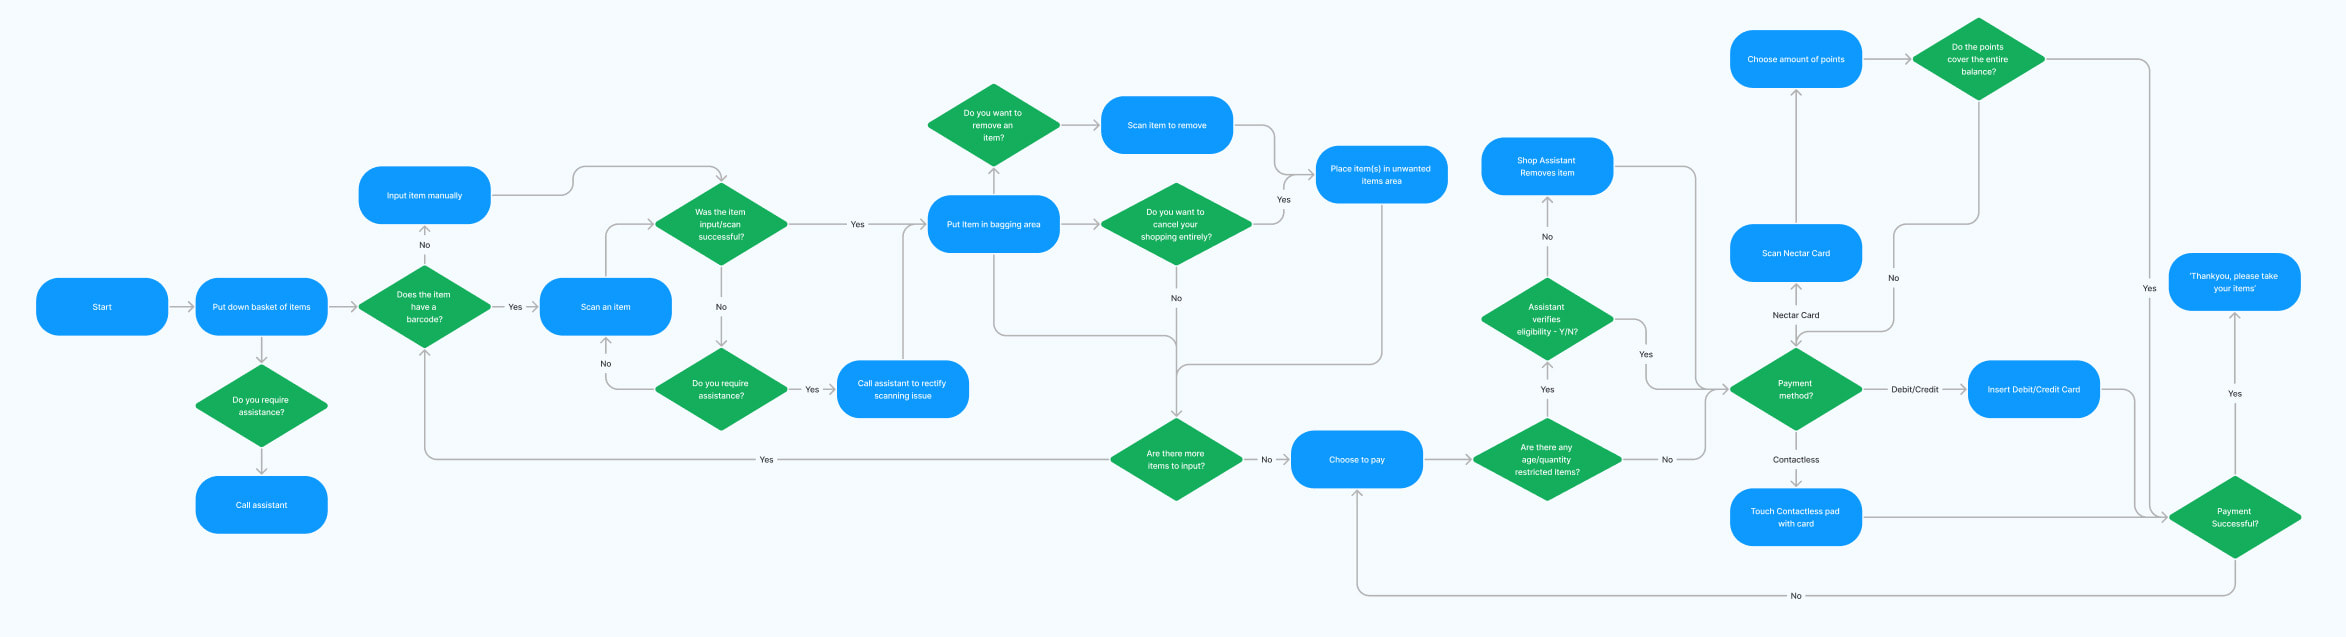 Start
Put down basket of items
Do you require
assistance?
Call assistant
Does the item
have a
barcode?
No
Input item manually
Yes
Scan an item
Was the item
input/scan
successful?
No
Do you require
assistance?
No
Yes
Call assistant to rectify
scanning issue
Yes
Put Item in bagging area
Do you want to
remove an
item?
Scan item to remove
Do you want to
cancel your
shopping entirely?
Yes
Place item(s) in unwanted
items area
No
Are there more
items to input?
Yes
No
Choose to pay
Are there any
age/quantity
restricted items?
Yes
Assistant
verifies
eligibility - Y/N?
No
Shop Assistant
Removes item
Yes
No
Payment
method?
Nectar Card
Scan Nectar Card
Choose amount of points
Do the points
cover the entire
balance?
No
Yes
Debit/Credit
Insert Debit/Credit Card
Contactless
Touch Contactless pad
with card
Payment
Successful?
Yes
'Thankyou, please take
your items'
No